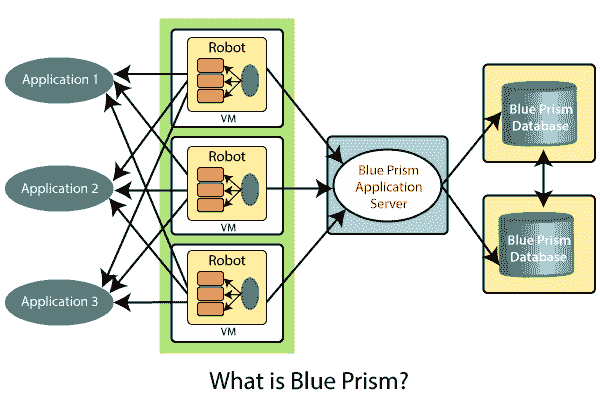 Application 1
Application 2
Application 3
Robot
VM
Robot
VM
Robot
VM
Blue Prism
Application
Server
Blue Prism
Database
Blue Prism
Database
What is Blue Prism?